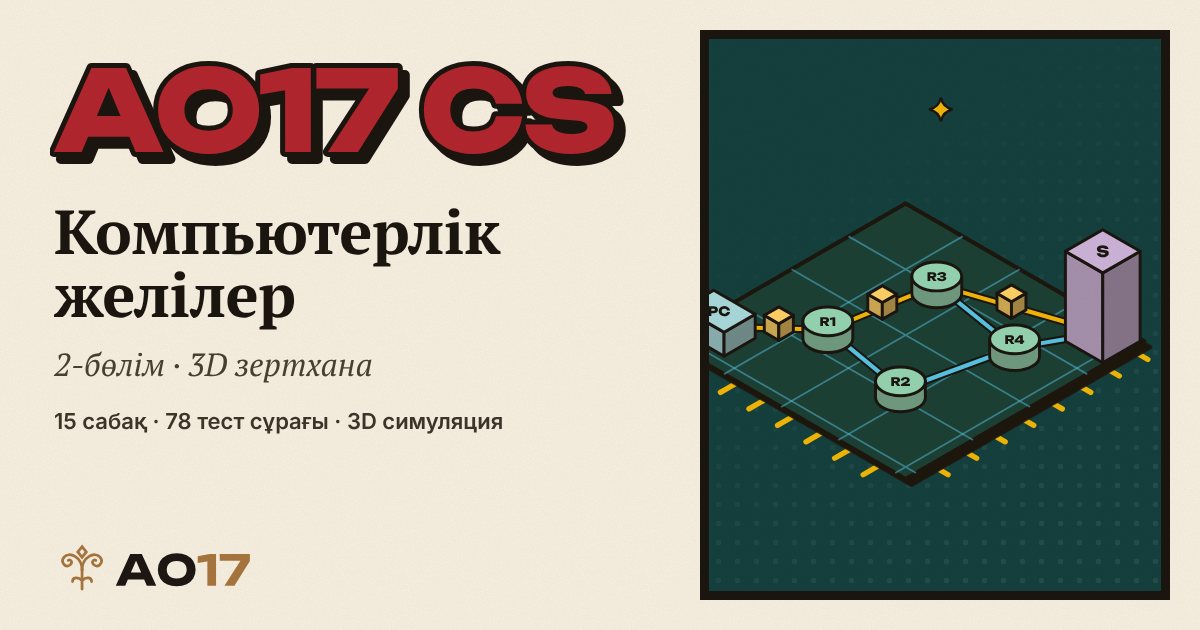 AO17 CS
Компьютерлік
желілер
2-бөлім · 3D зертхана
15 сабақ · 78 тест сұрағы · 3D симуляция
AO17
PC
R1
R2
R3
R4
S